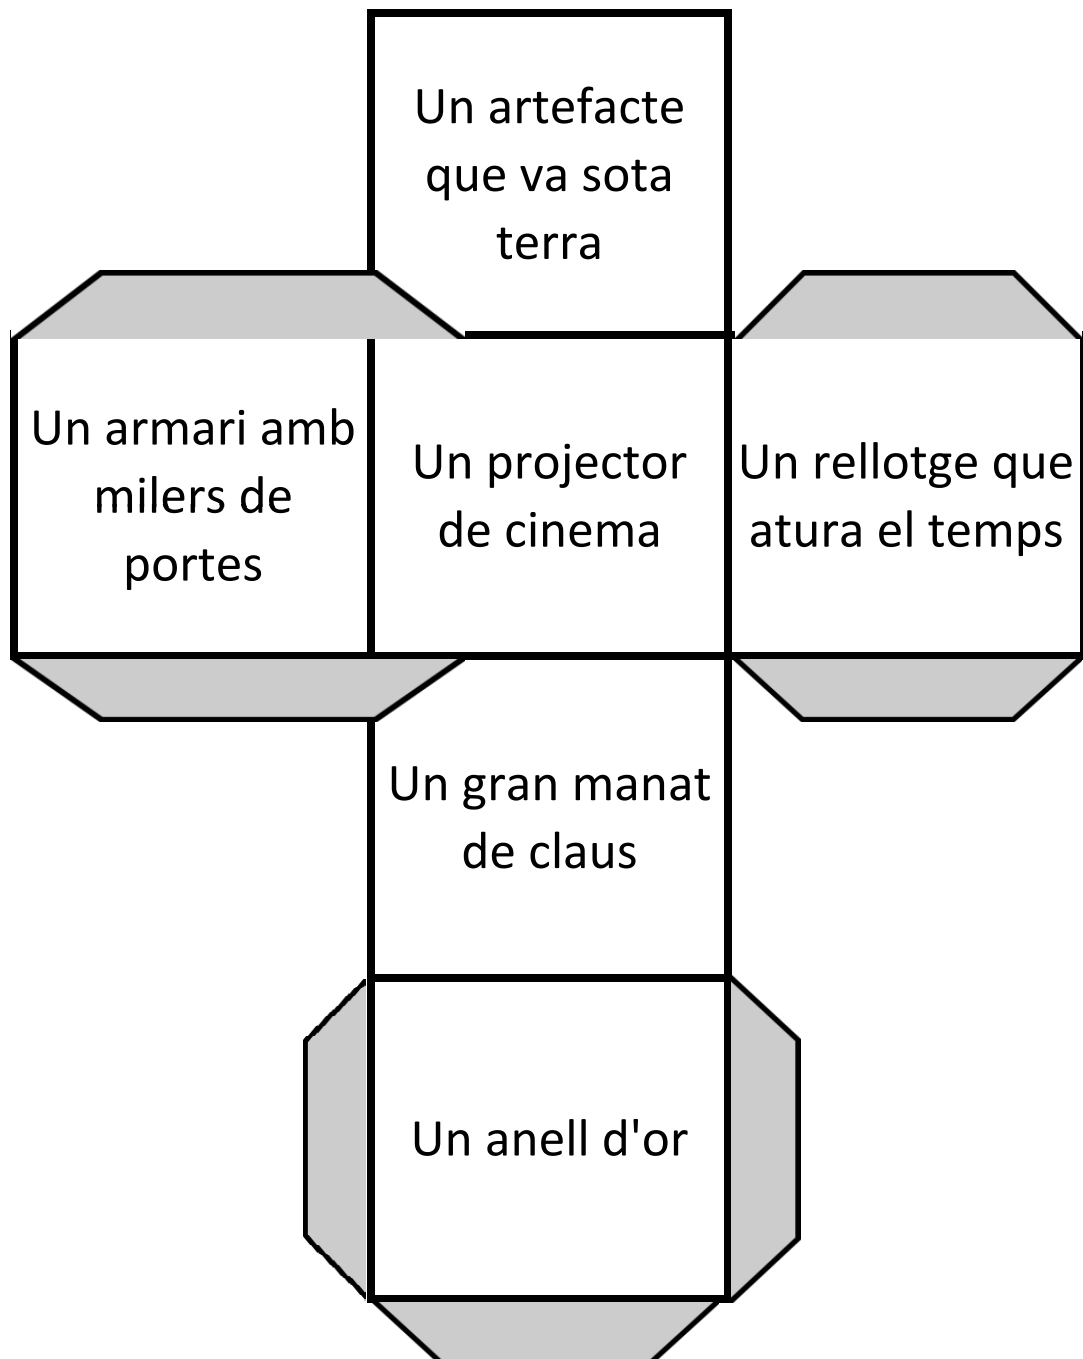 Un artefacte
que va sota
terra
Un armari amb
milers de
portes
Un projector
de cinema
Un rellotge que
atura el temps
Un gran manat
de claus
Un anell d'or